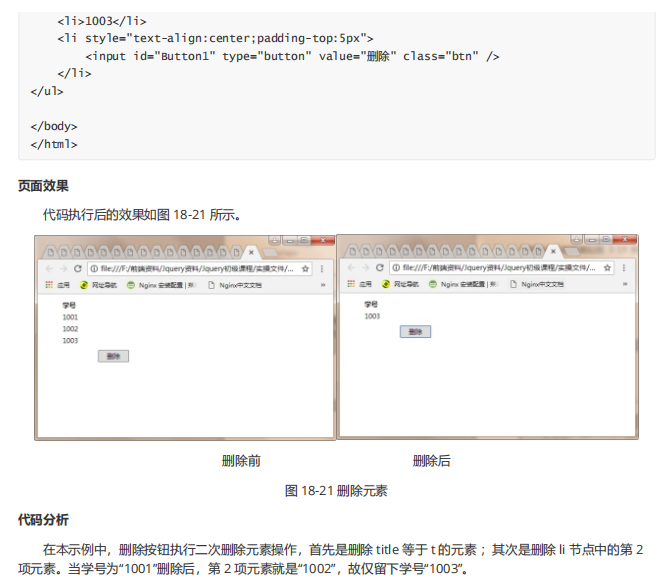 <li>1003</li>
<li style="text-align:center;padding-top:5px">
<input id="Button1" type="button" value="删除" class="btn" />
</li>
</ul>
</body>
</html>
页面效果
代码执行后的效果如图 18-21 所示。
file:///F:/前端资料/Jquery资料/Jquery初级课程/实操文件/...
应用 网址导航 Nginx 安装配置 Nginx中文文档 »
学号
1001
1002
1003
删除
file:///F:/前端资料/Jquery资料/Jquery初级课程/实操文件/...
应用 网址导航 Nginx 安装配置 Nginx中文文档 »
学号
1003
删除
删除前 删除后
图 18-21 删除元素
代码分析
在本示例中，删除按钮执行二次删除元素操作，首先是删除 title 等于 t 的元素 ；其次是删除 li 节点中的第 2
项元素。当学号为“1001”删除后，第 2 项元素就是“1002”，故仅留下学号“1003”。